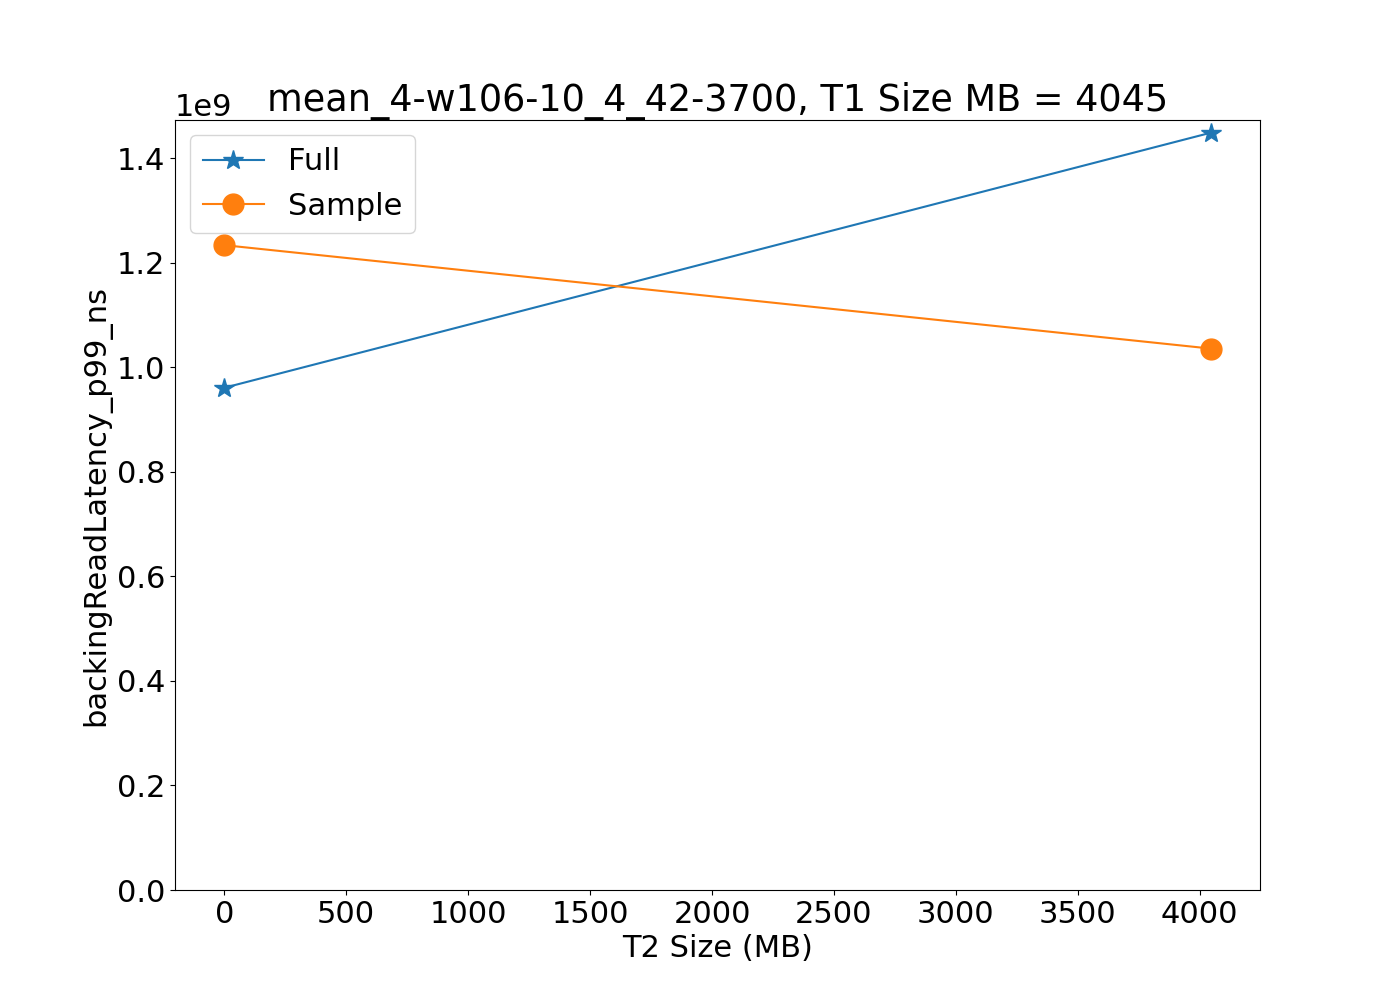 mean_4-w106-10_4_42-3700, T1 Size MB = 4045
1e9
Full
Sample
1.4
1.2
1.0
0.8
0.6
0.4
0.2
0.0
backingReadLatency_p99_ns
0 500 1000 1500 2000 2500 3000 3500 4000
T2 Size (MB)